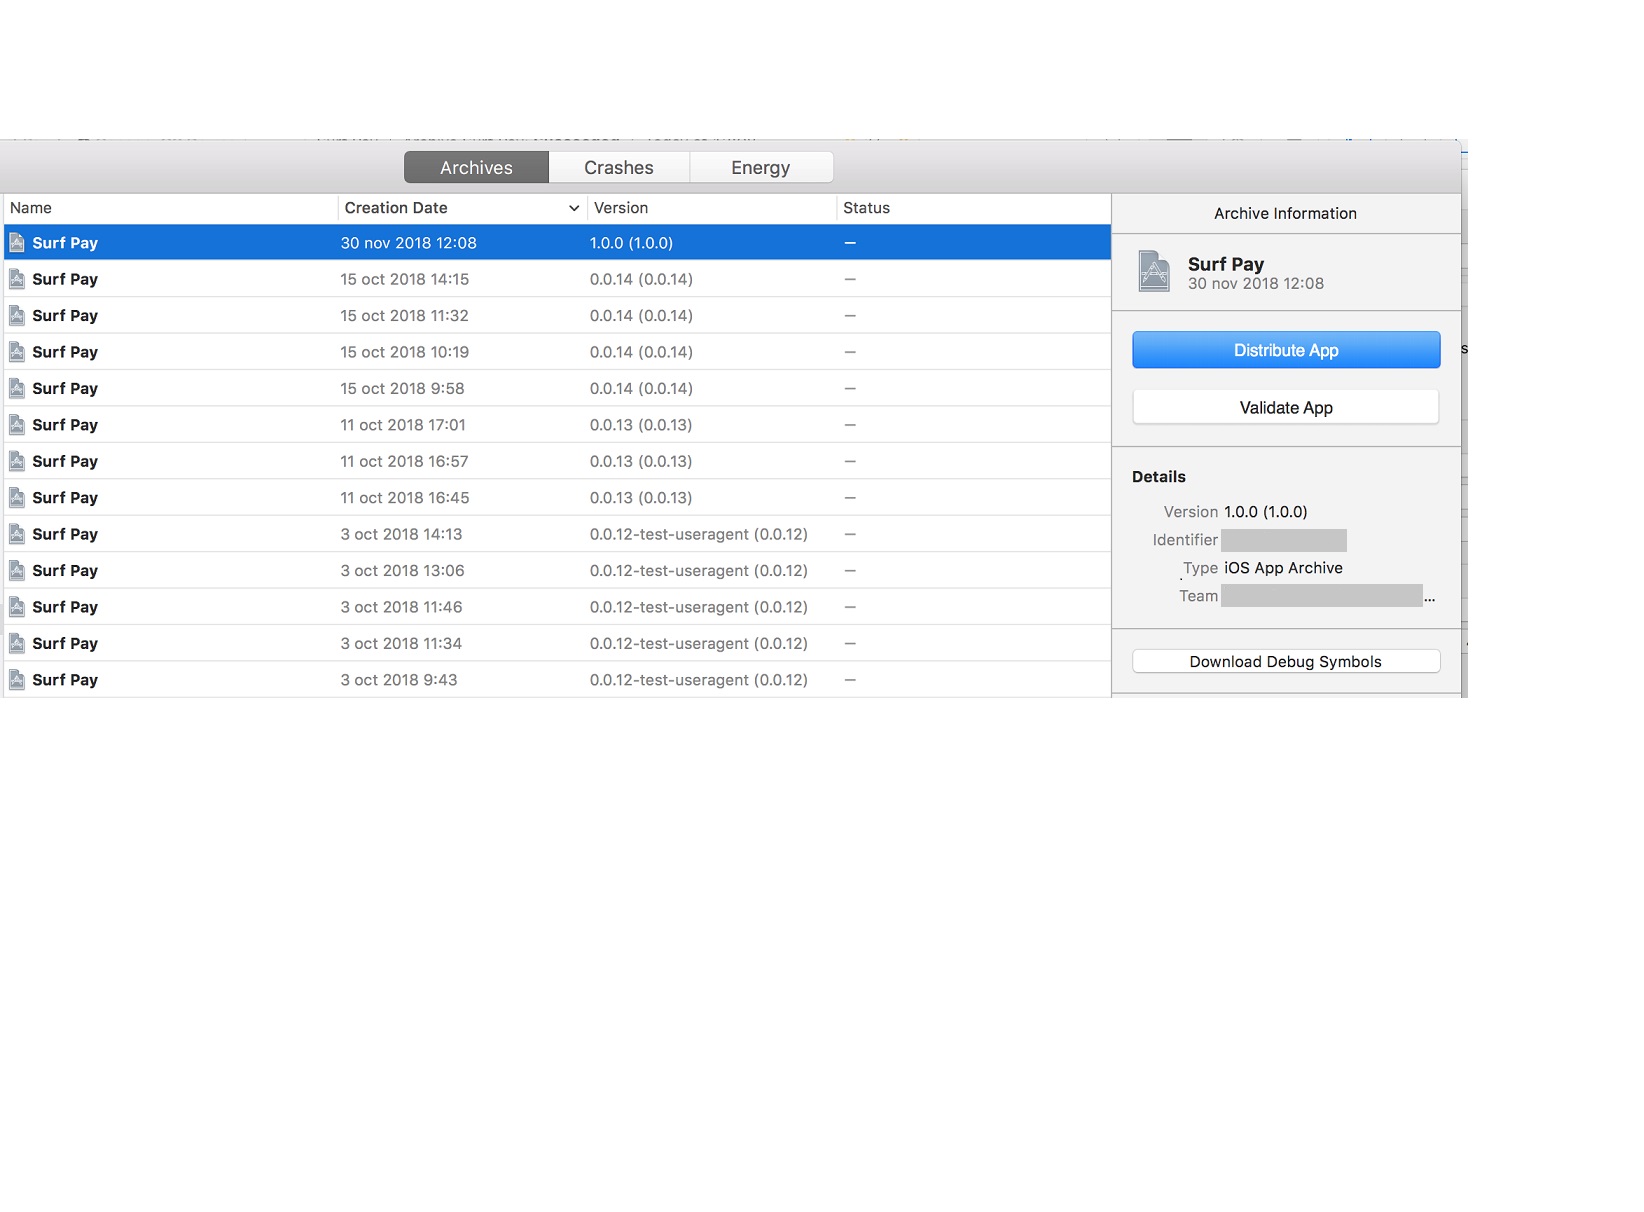 Archives Crashes Energy
Name Creation Date Version Status
Surf Pay 30 nov 2018 12:08 1.0.0 (1.0.0) –
Surf Pay 15 oct 2018 14:15 0.0.14 (0.0.14) –
Surf Pay 15 oct 2018 11:32 0.0.14 (0.0.14) –
Surf Pay 15 oct 2018 10:19 0.0.14 (0.0.14) –
Surf Pay 15 oct 2018 9:58 0.0.14 (0.0.14) –
Surf Pay 11 oct 2018 17:01 0.0.13 (0.0.13) –
Surf Pay 11 oct 2018 16:57 0.0.13 (0.0.13) –
Surf Pay 11 oct 2018 16:45 0.0.13 (0.0.13) –
Surf Pay 3 oct 2018 14:13 0.0.12-test-useragent (0.0.12) –
Surf Pay 3 oct 2018 13:06 0.0.12-test-useragent (0.0.12) –
Surf Pay 3 oct 2018 11:46 0.0.12-test-useragent (0.0.12) –
Surf Pay 3 oct 2018 11:34 0.0.12-test-useragent (0.0.12) –
Surf Pay 3 oct 2018 9:43 0.0.12-test-useragent (0.0.12) –
Archive Information
Surf Pay
30 nov 2018 12:08
Distribute App
Validate App
Details
Version 1.0.0 (1.0.0)
Identifier
Type iOS App Archive
Team ...
Download Debug Symbols